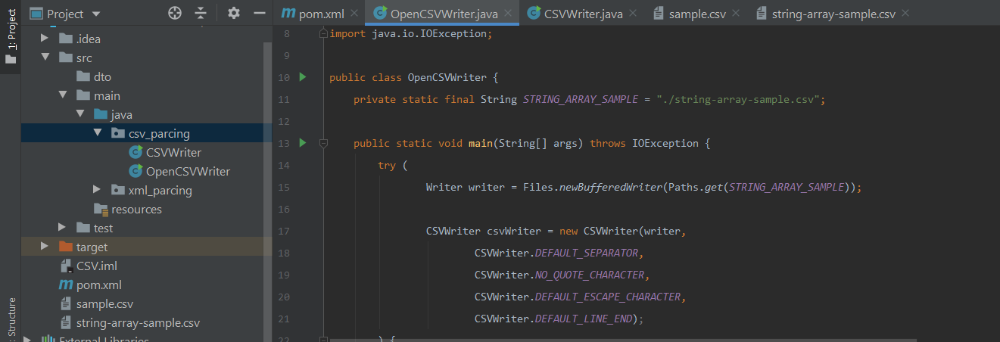 1: Project
Project
pom.xml
OpenCSVWriter.java
CSVWriter.java
sample.csv
string-array-sample.csv
.idea
src
dto
main
java
csv_parcing
CSVWriter
OpenCSVWriter
xml_parcing
resources
test
target
CSV.iml
pom.xml
sample.csv
string-array-sample.csv
External Libraries
Structure
8 import java.io.IOException;
9
10 public class OpenCSVWriter {
11 private static final String STRING_ARRAY_SAMPLE = "./string-array-sample.csv";
12
13 public static void main(String[] args) throws IOException {
14 try (
15 Writer writer = Files.newBufferedWriter(Paths.get(STRING_ARRAY_SAMPLE));
16
17 CSVWriter csvWriter = new CSVWriter(writer,
18 CSVWriter.DEFAULT_SEPARATOR,
19 CSVWriter.NO_QUOTE_CHARACTER,
20 CSVWriter.DEFAULT_ESCAPE_CHARACTER,
21 CSVWriter.DEFAULT_LINE_END);
22 ) {